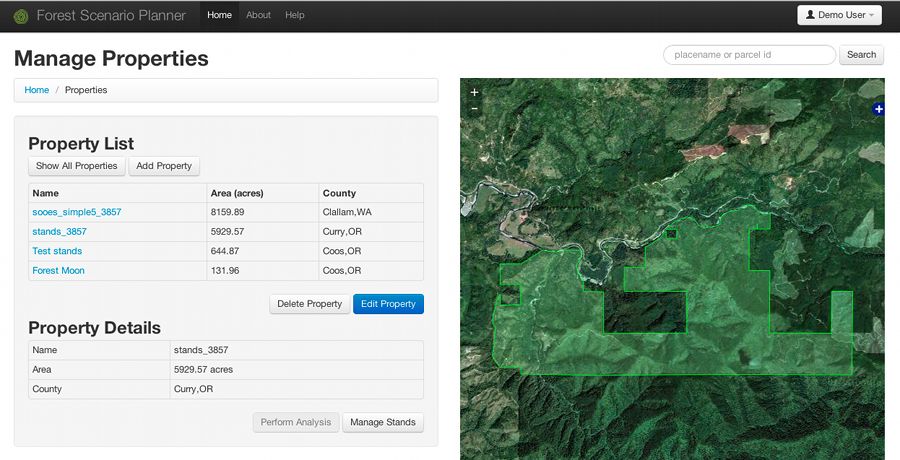 Forest Scenario Planner Home About Help Demo User
Manage Properties
placename or parcel id Search
Home / Properties
Property List
Show All Properties Add Property
Name Area (acres) County
sooes_simple5_3857 8159.89 Clallam,WA
stands_3857 5929.57 Curry,OR
Test stands 644.87 Coos,OR
Forest Moon 131.96 Coos,OR
Delete Property Edit Property
Property Details
Name stands_3857
Area 5929.57 acres
County Curry,OR
Perform Analysis Manage Stands
+
−
+